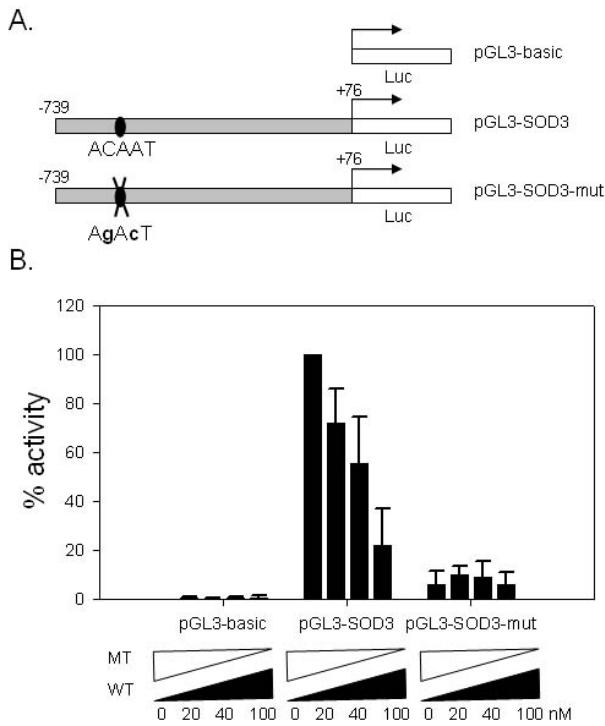 A.
pGL3-basic
Luc
-739
+76
pGL3-SOD3
ACAAT
Luc
-739
+76
pGL3-SOD3-mut
AgAcT
Luc
B.
% activity
120
100
80
60
40
20
0
pGL3-basic pGL3-SOD3 pGL3-SOD3-mut
MT
WT
0 20 40 100 0 20 40 100 0 20 40 100 nM